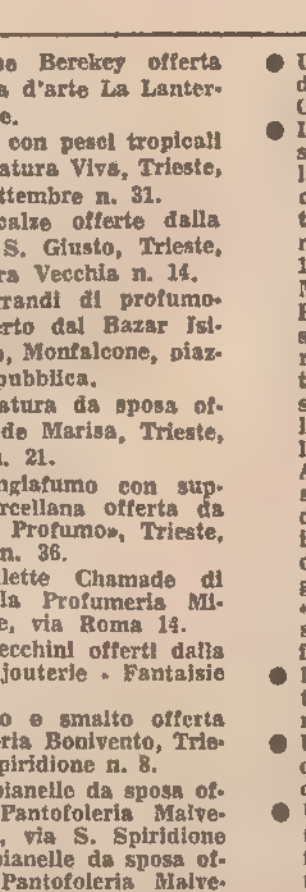 Berekey offerta
d'arte La Lanter-
con pesci tropicali
atura Viva, Trieste,
ttembre n. 31.
calze offerte dalla
S. Giusto, Trieste,
ra Vecchia n. 14.
rrandi di profumo-
erto dal Bazar Isi-
Monfalcone, piaz-
pubblica.
atura da sposa of-
de Marisa, Trieste,
n. 21.
ngiafumo con sup-
rcellana offerta da
Profumo», Trieste,
n. 36.
lette Chamade di
lla Profumeria Mi-
e, via Roma 14.
ecchini offerti dalla
jouterie - Fantaisie
o e smalto offerta
ria Bonivento, Trie-
piridione n. 8.
pianelle da sposa of-
Pantofoleria Malve-
, via S. Spiridione
pianelle da sposa of-
Pantofoleria Malve-